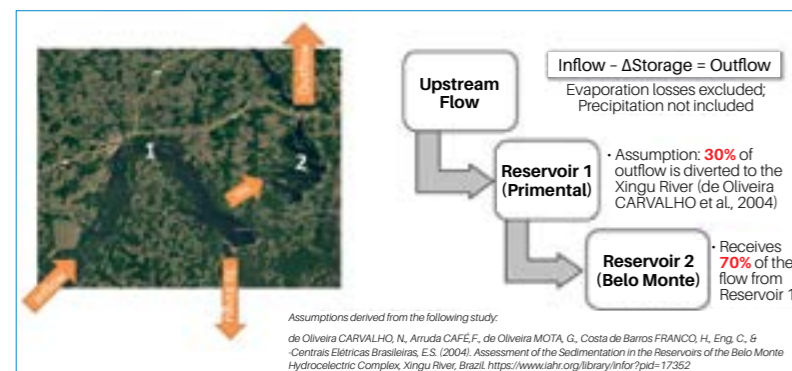 1
2
Outflow
Upstream
Flow
Inflow - ΔStorage = Outflow
Evaporation losses excluded;
Precipitation not included
Reservoir 1
(Primental)
• Assumption: 30% of
outflow is diverted to the
Xingu River (de Oliveira
CARVALHO et al., 2004)
Reservoir 2
(Belo Monte)
• Receives
70% of the
flow from
Reservoir 1
Assumptions derived from the following study:
de Oliveira CARVALHO, N., Arruda CAFÉ,F., de Oliveira MOTA, G., Costa de Barros FRANCO, H., Eng, C., &
-Centrais Elétricas Brasileiras, E.S. (2004). Assessment of the Sedimentation in the Reservoirs of the Belo Monte
Hydroelectric Complex, Xingu River, Brazil. https://www.iahr.org/library/infor?pid=17352